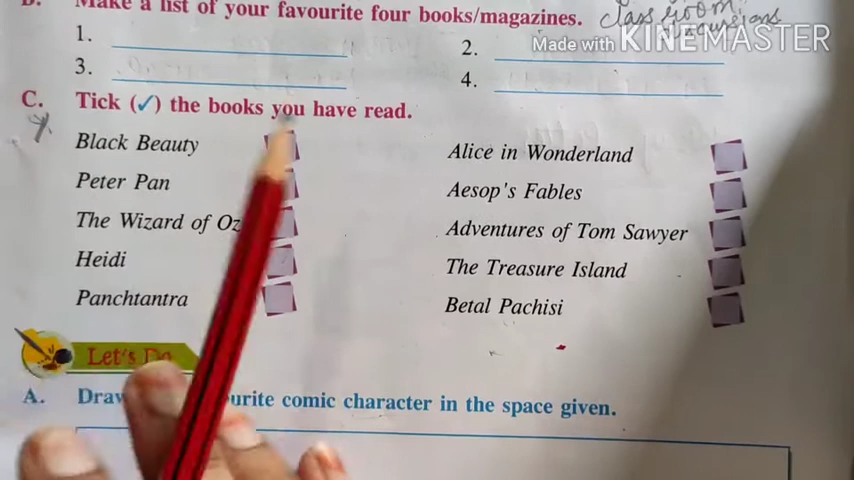 B. Make a list of your favourite four books/magazines.
class room
Made with KINEMASTER
1. 2.
3. 4.
C. Tick (✓) the books you have read.
Black Beauty Alice in Wonderland
Peter Pan Aesop's Fables
The Wizard of Oz Adventures of Tom Sawyer
Heidi The Treasure Island
Panchtantra Betal Pachisi
Let's Do
A. Draw urite comic character in the space given.